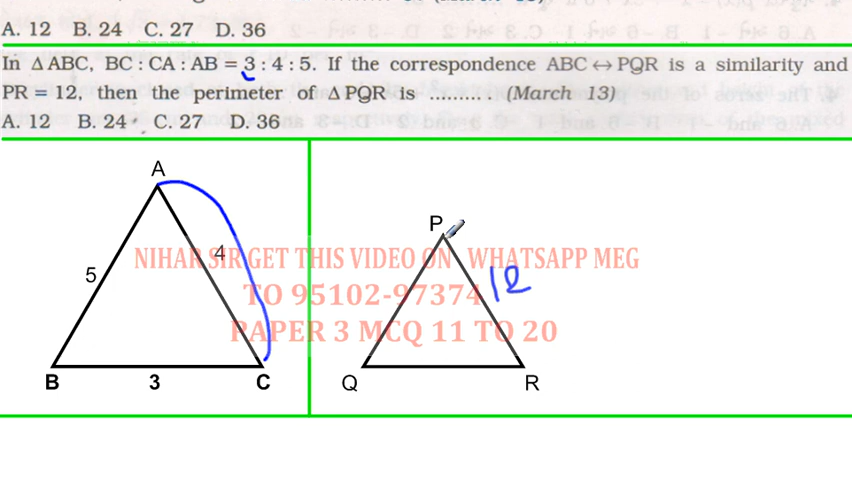 A. 12 B. 24 C. 27 D. 36
In Δ ABC, BC : CA : AB = 3 : 4 : 5. If the correspondence ABC ↔ PQR is a similarity and
PR = 12, then the perimeter of Δ PQR is .......... (March 13)
A. 12 B. 24 C. 27 D. 36
A
P
4
NIHAR SIR GET THIS VIDEO ON WHATSAPP MEG
5
12
TO 95102-97374
PAPER 3 MCQ 11 TO 20
B 3 C
Q R